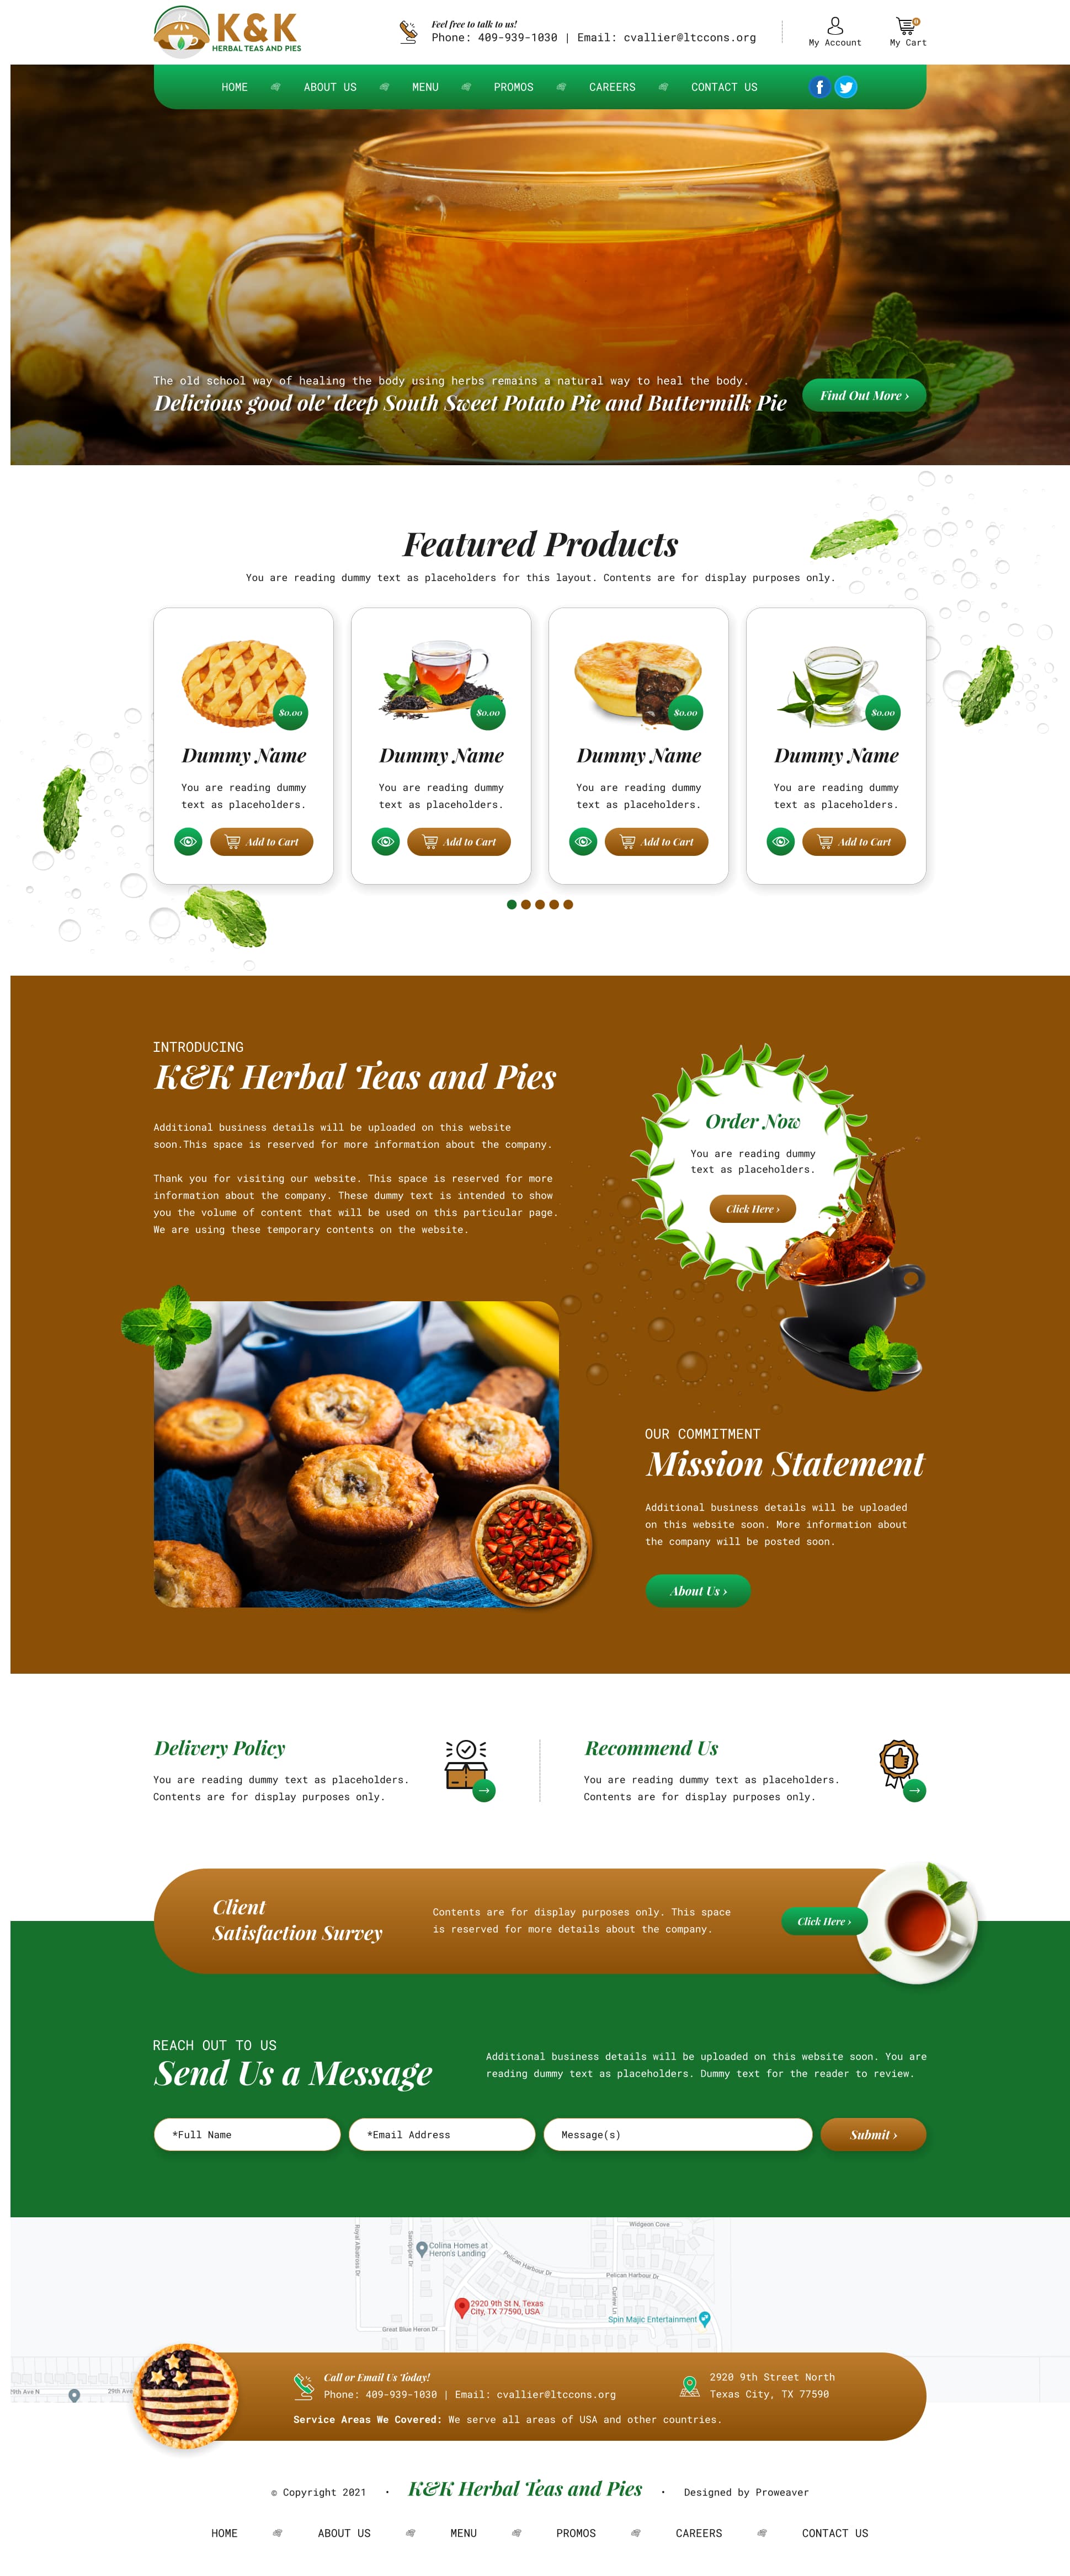 K&K
HERBAL TEAS AND PIES
Feel free to talk to us!
Phone: 409-939-1030 | Email: cvallier@ltccons.org
My Account
0
My Cart
HOME
ABOUT US
MENU
PROMOS
CAREERS
CONTACT US
The old school way of healing the body using herbs remains a natural way to heal the body.
Delicious good ole' deep South Sweet Potato Pie and Buttermilk Pie
Find Out More ›
Featured Products
You are reading dummy text as placeholders for this layout. Contents are for display purposes only.
$0.00
Dummy Name
You are reading dummy
text as placeholders.
Add to Cart
$0.00
Dummy Name
You are reading dummy
text as placeholders.
Add to Cart
$0.00
Dummy Name
You are reading dummy
text as placeholders.
Add to Cart
$0.00
Dummy Name
You are reading dummy
text as placeholders.
Add to Cart
INTRODUCING
K&K Herbal Teas and Pies
Additional business details will be uploaded on this website
soon.This space is reserved for more information about the company.
Thank you for visiting our website. This space is reserved for more
information about the company. These dummy text is intended to show
you the volume of content that will be used on this particular page.
We are using these temporary contents on the website.
Order Now
You are reading dummy
text as placeholders.
Click Here ›
OUR COMMITMENT
Mission Statement
Additional business details will be uploaded
on this website soon. More information about
the company will be posted soon.
About Us ›
Delivery Policy
You are reading dummy text as placeholders.
Contents are for display purposes only.
Recommend Us
You are reading dummy text as placeholders.
Contents are for display purposes only.
Client
Satisfaction Survey
Contents are for display purposes only. This space
is reserved for more details about the company.
Click Here ›
REACH OUT TO US
Send Us a Message
Additional business details will be uploaded on this website soon. You are
reading dummy text as placeholders. Dummy text for the reader to review.
*Full Name
*Email Address
Message(s)
Submit ›
Royal Albatross Dr
Sandpiper Dr
Colina Homes at
Heron's Landing
Pelican Harbour Dr
Widgeon Cove
Pelican Harbour Dr
Curlew Ln
2920 9th St N, Texas
City, TX 77590, USA
Spin Majic Entertainment
Great Blue Heron Dr
29th Ave N
29th Ave
Call or Email Us Today!
Phone: 409-939-1030 | Email: cvallier@ltccons.org
2920 9th Street North
Texas City, TX 77590
Service Areas We Covered: We serve all areas of USA and other countries.
© Copyright 2021 • K&K Herbal Teas and Pies • Designed by Proweaver
HOME
ABOUT US
MENU
PROMOS
CAREERS
CONTACT US